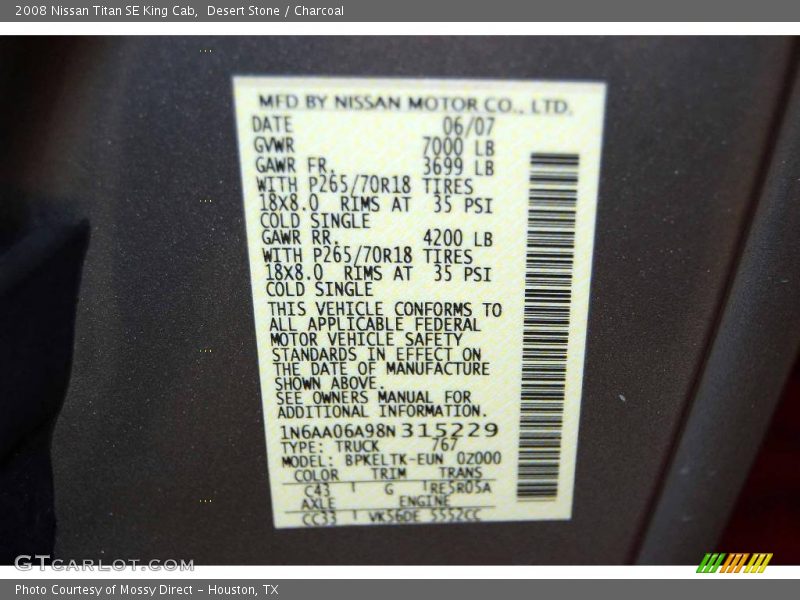 2008 Nissan Titan SE King Cab,  Desert Stone / Charcoal
MFD BY NISSAN MOTOR CO., LTD.
DATE 06/07
GVWR 7000 LB
GAWR FR. 3699 LB
WITH P265/70R18 TIRES
18X8.0 RIMS AT 35 PSI
COLD SINGLE
GAWR RR. 4200 LB
WITH P265/70R18 TIRES
18X8.0 RIMS AT 35 PSI
COLD SINGLE
THIS VEHICLE CONFORMS TO
ALL APPLICABLE FEDERAL
MOTOR VEHICLE SAFETY
STANDARDS IN EFFECT ON
THE DATE OF MANUFACTURE
SHOWN ABOVE.
SEE OWNERS MANUAL FOR
ADDITIONAL INFORMATION.
1N6AA06A98N315229
TYPE: TRUCK 767
MODEL: BPKELTK-EUN 02000
COLOR TRIM TRANS
C43 G RE5R05A
AXLE ENGINE
CC33 VK56DE 5552CC
GTCARLOT.COM
Photo Courtesy of Mossy Direct - Houston, TX